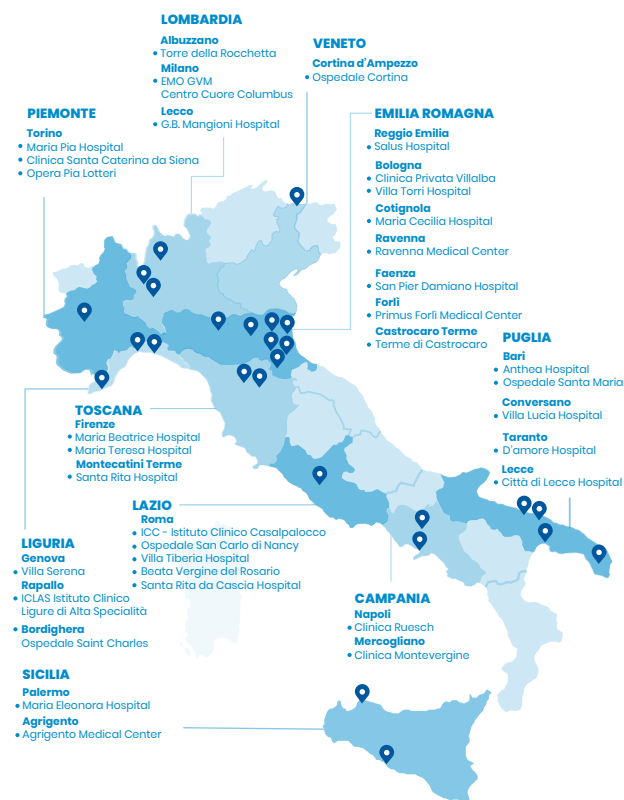 LOMBARDIA
Albuzzano
• Torre della Rocchetta
Milano
• EMO GVM
Centro Cuore Columbus
Lecco
• G.B. Mangioni Hospital
VENETO
Cortina d'Ampezzo
• Ospedale Cortina
PIEMONTE
Torino
• Maria Pia Hospital
• Clinica Santa Caterina da Siena
• Opera Pia Lotteri
EMILIA ROMAGNA
Reggio Emilia
• Salus Hospital
Bologna
• Clinica Privata Villalba
• Villa Torri Hospital
Cotignola
• Maria Cecilia Hospital
Ravenna
• Ravenna Medical Center
Faenza
• San Pier Damiano Hospital
Forlì
• Primus Forlì Medical Center
Castrocaro Terme
• Terme di Castrocaro
PUGLIA
Bari
• Anthea Hospital
• Ospedale Santa Maria
Conversano
• Villa Lucia Hospital
Taranto
• D'amore Hospital
Lecce
• Città di Lecce Hospital
TOSCANA
Firenze
• Maria Beatrice Hospital
• Maria Teresa Hospital
Montecatini Terme
• Santa Rita Hospital
LAZIO
Roma
• ICC - Istituto Clinico Casalpalocco
• Ospedale San Carlo di Nancy
• Villa Tiberia Hospital
• Beata Vergine del Rosario
• Santa Rita da Cascia Hospital
LIGURIA
Genova
• Villa Serena
Rapallo
• ICLAS Istituto Clinico
Ligure di Alta Specialità
• Bordighera
Ospedale Saint Charles
CAMPANIA
Napoli
• Clinica Ruesch
Mercogliano
• Clinica Montevergine
SICILIA
Palermo
• Maria Eleonora Hospital
Agrigento
• Agrigento Medical Center